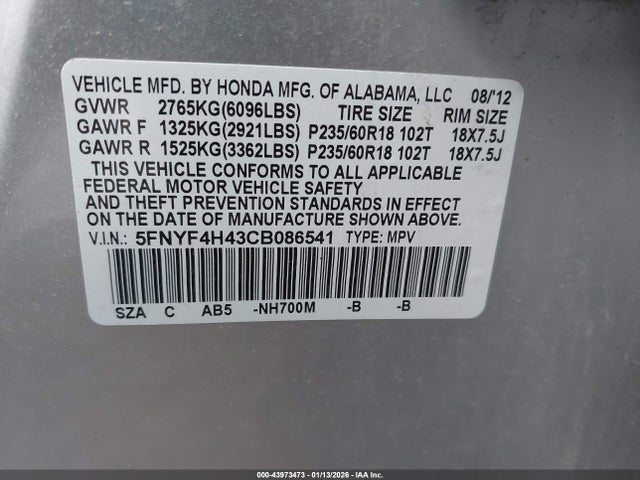 VEHICLE MFD. BY HONDA MFG. OF ALABAMA, LLC 08/'12
GVWR 2765KG(6096LBS) TIRE SIZE RIM SIZE
GAWR F 1325KG(2921LBS) P235/60R18 102T 18X7.5J
GAWR R 1525KG(3362LBS) P235/60R18 102T 18X7.5J
THIS VEHICLE CONFORMS TO ALL APPLICABLE
FEDERAL MOTOR VEHICLE SAFETY
AND THEFT PREVENTION STANDARDS IN EFFECT
ON THE DATE OF MANUFACTURE SHOWN ABOVE.
V.I.N.: 5FNYF4H43CB086541 TYPE: MPV
SZA C AB5 -NH700M -B -B
000-43973473 - 01/13/2026 - IAA Inc.